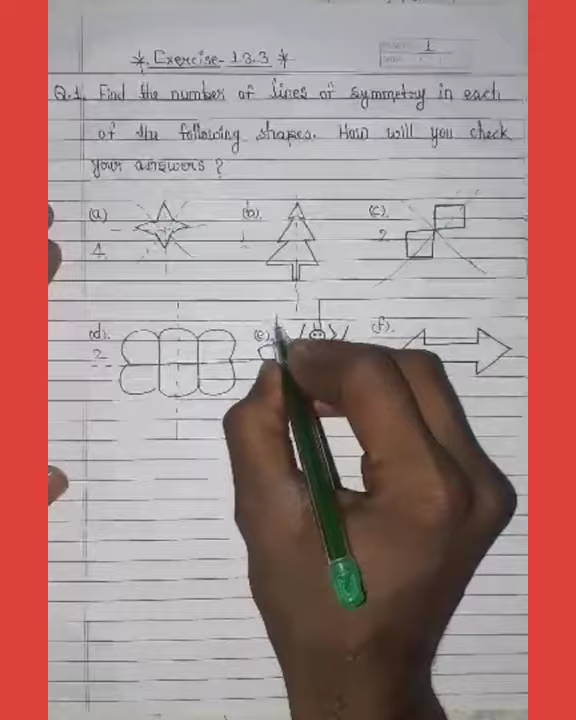 * Exercise - 13.3 *
1
Q.1. Find the number of lines of symmetry in each
of the following shapes. How will you check
your answers ?
(a) (b). (c).
4. 1 2
(d). (e) (f).
2